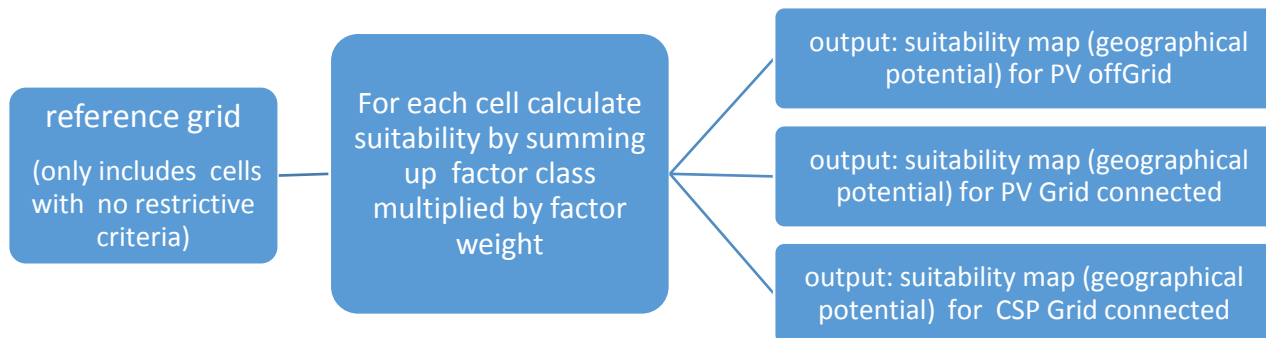 reference grid
(only includes cells
with no restrictive
criteria)
For each cell calculate
suitability by summing
up factor class
multiplied by factor
weight
output: suitability map (geographical
potential) for PV offGrid
output: suitability map (geographical
potential) for PV Grid connected
output: suitability map (geographical
potential) for CSP Grid connected